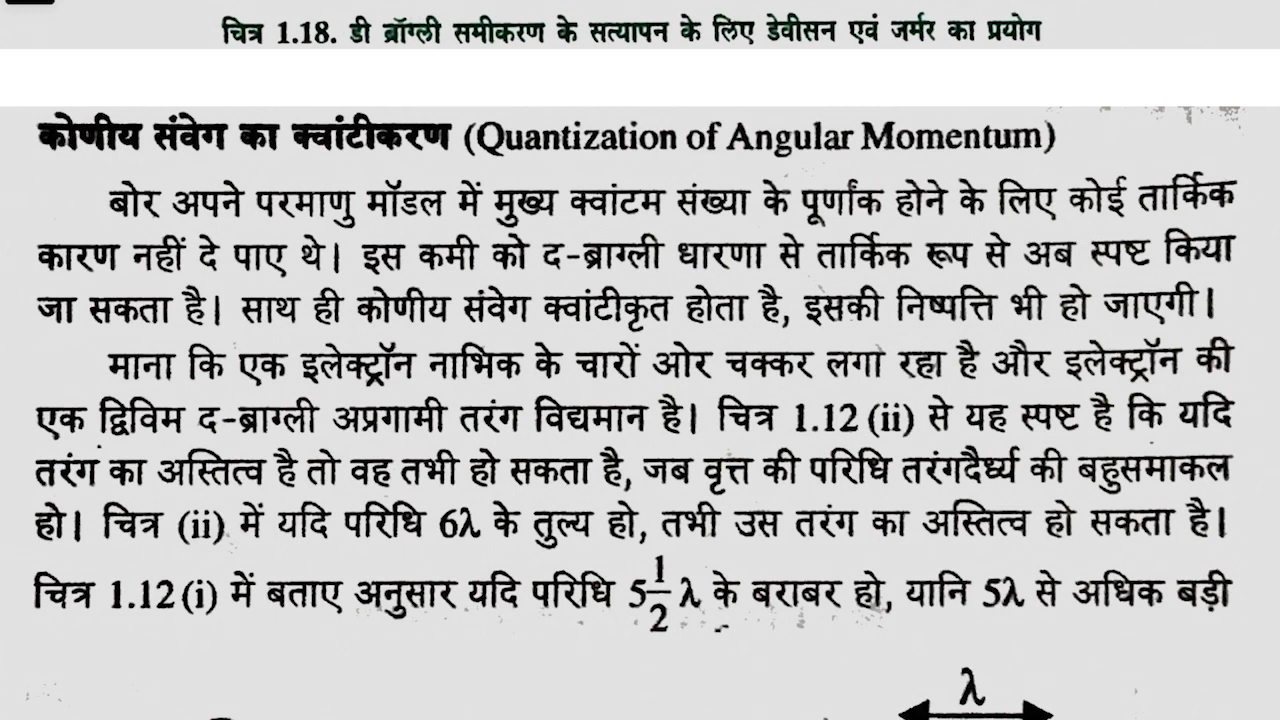 चित्र 1.18. डी ब्रॉग्ली समीकरण के सत्यापन के लिए डेवीसन एवं जर्मर का प्रयोग
कोणीय संवेग का क्वांटीकरण (Quantization of Angular Momentum)
बोर अपने परमाणु मॉडल में मुख्य क्वांटम संख्या के पूर्णांक होने के लिए कोई तार्किक
कारण नहीं दे पाए थे। इस कमी को द-ब्राग्ली धारणा से तार्किक रूप से अब स्पष्ट किया
जा सकता है। साथ ही कोणीय संवेग क्वांटीकृत होता है, इसकी निष्पत्ति भी हो जाएगी।
माना कि एक इलेक्ट्रॉन नाभिक के चारों ओर चक्कर लगा रहा है और इलेक्ट्रॉन की
एक द्विविम द-ब्राग्ली अप्रगामी तरंग विद्यमान है। चित्र 1.12 (ii) से यह स्पष्ट है कि यदि
तरंग का अस्तित्व है तो वह तभी हो सकता है, जब वृत्त की परिधि तरंगदैर्ध्य की बहुसमाकल
हो। चित्र (ii) में यदि परिधि 6λ के तुल्य हो, तभी उस तरंग का अस्तित्व हो सकता है।
चित्र 1.12 (i) में बताए अनुसार यदि परिधि 5 1/2 λ के बराबर हो, यानि 5λ से अधिक बड़ी
λ